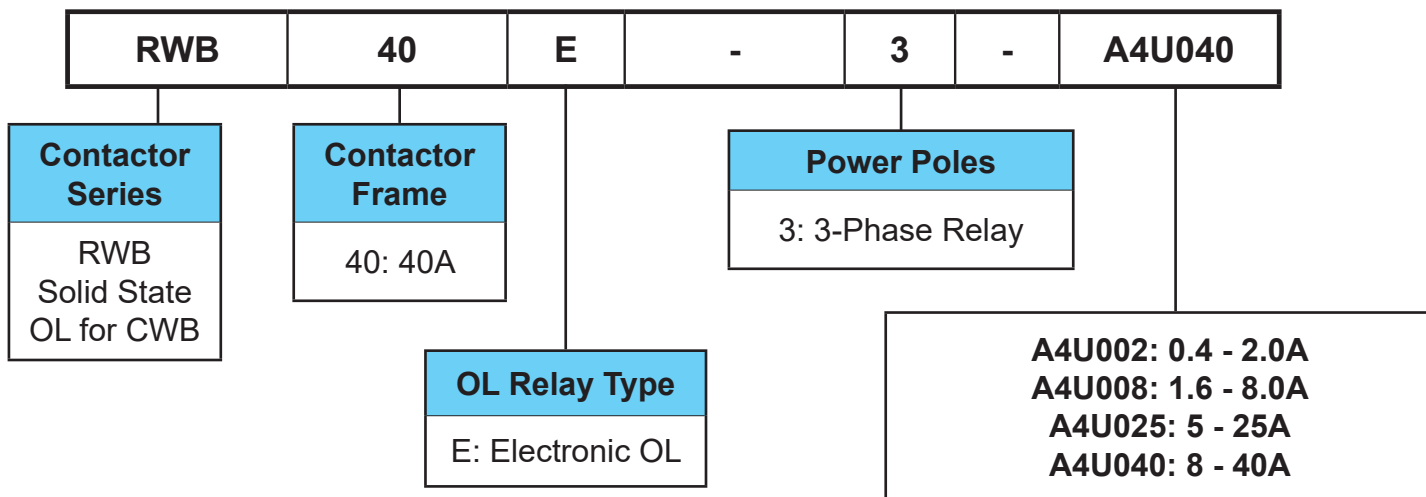 RWB 40 E - 3 - A4U040
Contactor
Series
RWB
Solid State
OL for CWB
Contactor
Frame
40: 40A
OL Relay Type
E: Electronic OL
Power Poles
3: 3-Phase Relay
A4U002: 0.4 - 2.0A
A4U008: 1.6 - 8.0A
A4U025: 5 - 25A
A4U040: 8 - 40A